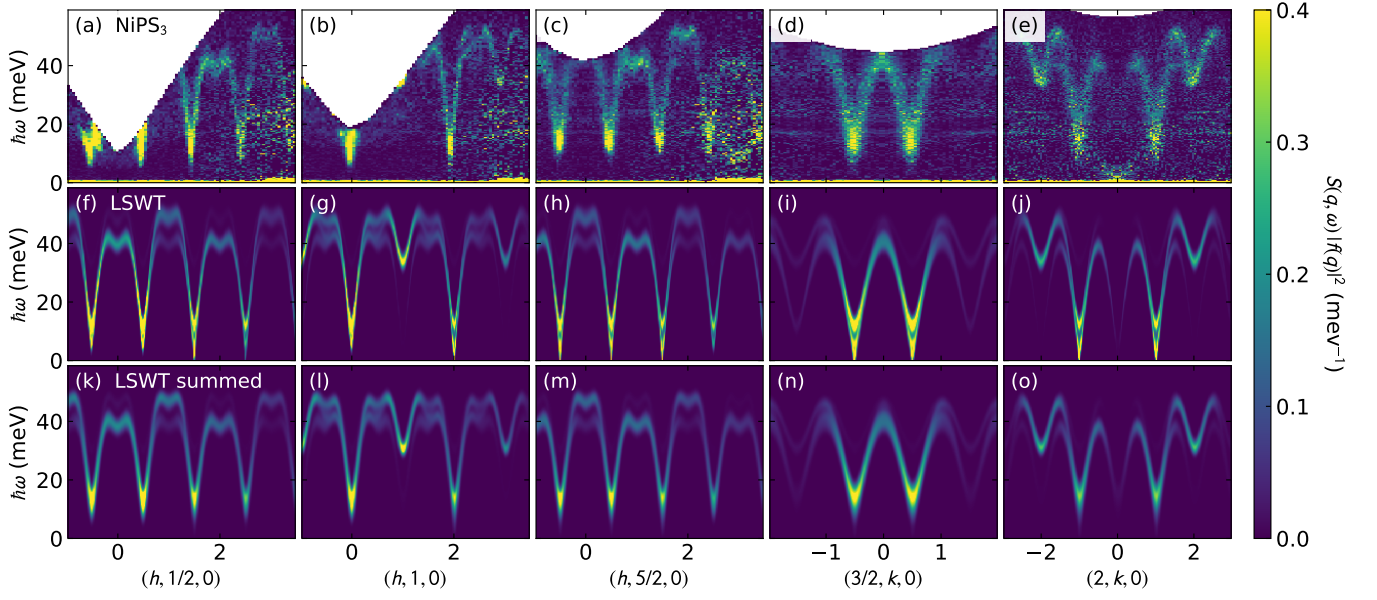 (a) NiPS₃
(b)
(c)
(d)
(e)
ħω (meV)
40
20
0
(f) LSWT
(g)
(h)
(i)
(j)
ħω (meV)
40
20
0
(k) LSWT summed
(l)
(m)
(n)
(o)
ħω (meV)
40
20
0
0 2
0 2
0 2
−1 0 1
−2 0 2
(h, 1/2, 0)
(h, 1, 0)
(h, 5/2, 0)
(3/2, k, 0)
(2, k, 0)
0.4
0.3
0.2
0.1
0.0
S(q, ω)|f(q)|² (meV⁻¹)